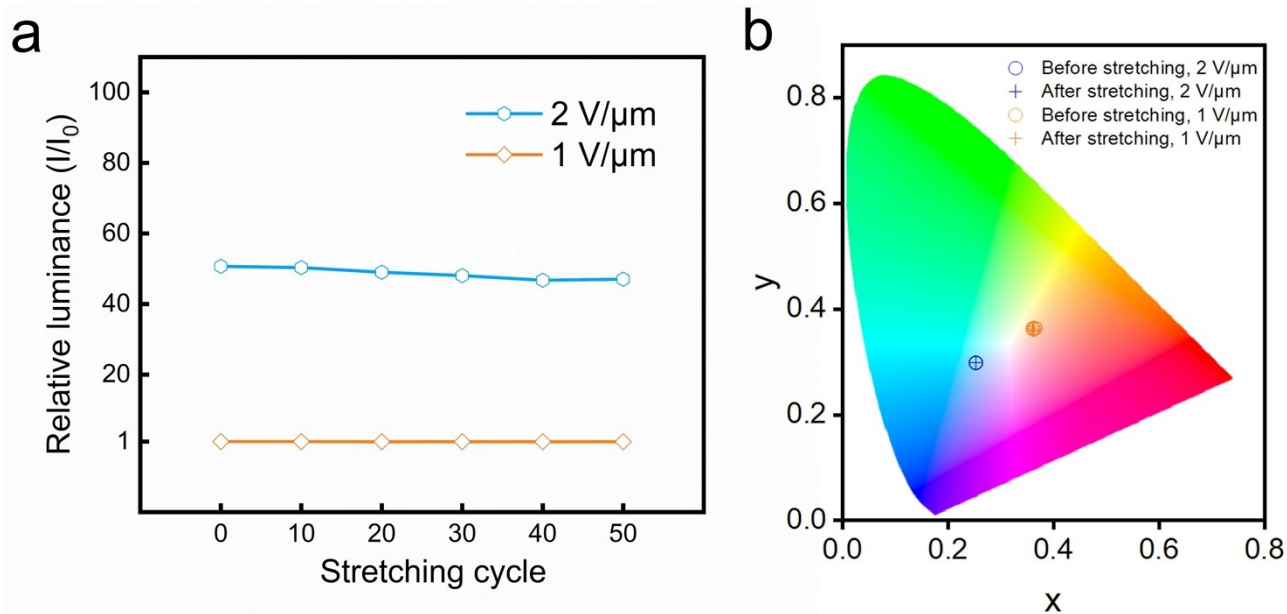 a
Relative luminance (I/I₀)
100
80
60
40
20
1
2 V/μm
1 V/μm
0 10 20 30 40 50
Stretching cycle
b
y
0.8
0.6
0.4
0.2
0.0
Before stretching, 2 V/μm
After stretching, 2 V/μm
Before stretching, 1 V/μm
After stretching, 1 V/μm
0.0 0.2 0.4 0.6 0.8
x